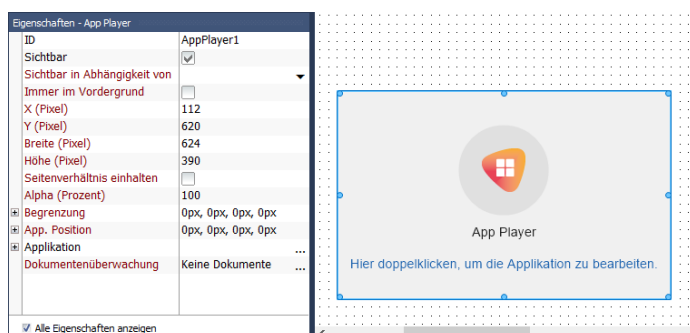 Eigenschaften - App Player
ID AppPlayer1
Sichtbar
Sichtbar in Abhängigkeit von
Immer im Vordergrund
X (Pixel) 112
Y (Pixel) 620
Breite (Pixel) 624
Höhe (Pixel) 390
Seitenverhältnis einhalten
Alpha (Prozent) 100
Begrenzung 0px, 0px, 0px, 0px
App. Position 0px, 0px, 0px, 0px
Applikation ...
Dokumentenüberwachung Keine Dokumente ...
Alle Eigenschaften anzeigen
App Player
Hier doppelklicken, um die Applikation zu bearbeiten.